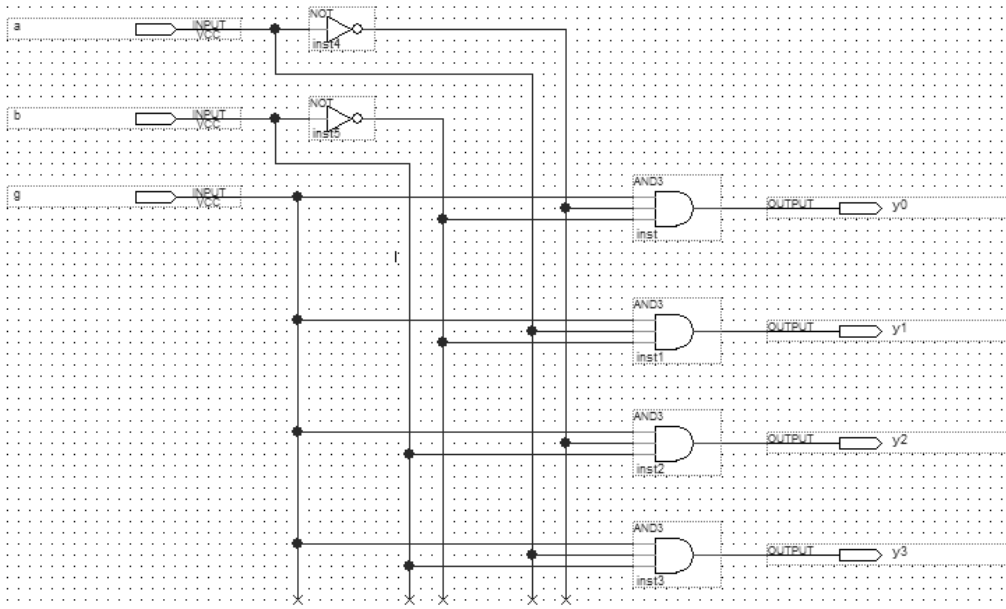 NOT
a INPUT VCC
inst4
NOT
b INPUT VCC
inst5
g INPUT VCC
AND3
OUTPUT y0
inst
AND3
OUTPUT y1
inst1
AND3
OUTPUT y2
inst2
AND3
OUTPUT y3
inst3